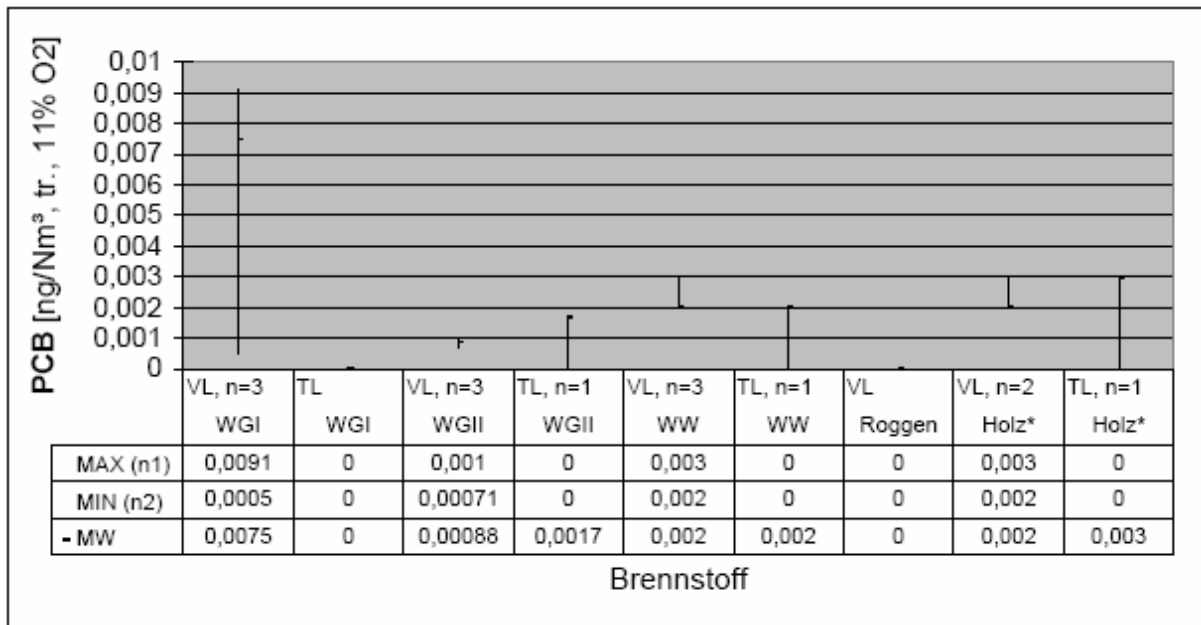 PCB [ng/Nm³, tr., 11% O2]
0,01
0,009
0,008
0,007
0,006
0,005
0,004
0,003
0,002
0,001
0
VL, n=3 TL VL, n=3 TL, n=1 VL, n=3 TL, n=1 VL VL, n=2 TL, n=1
WGI WGI WGII WGII WW WW Roggen Holz* Holz*
MAX (n1) 0,0091 0 0,001 0 0,003 0 0 0,003 0
MIN (n2) 0,0005 0 0,00071 0 0,002 0 0 0,002 0
- MW 0,0075 0 0,00088 0,0017 0,002 0,002 0 0,002 0,003
Brennstoff